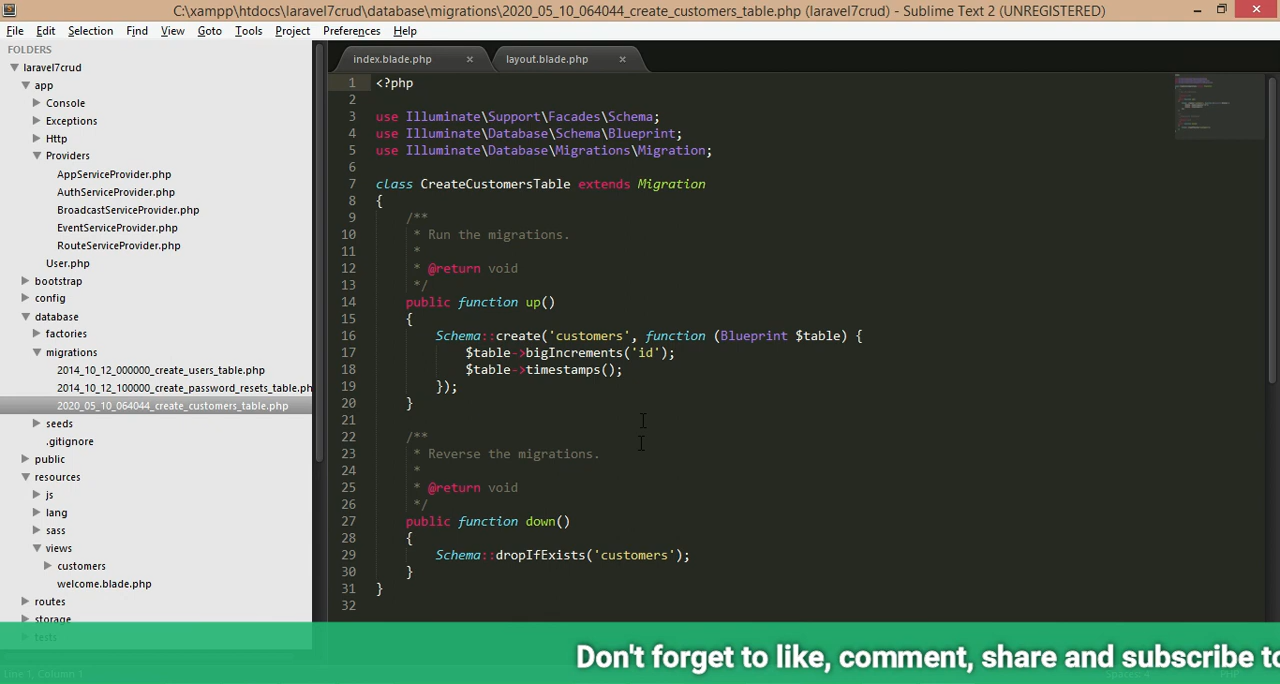 C:\xampp\htdocs\laravel7crud\database\migrations\2020_05_10_064044_create_customers_table.php (laravel7crud) - Sublime Text 2 (UNREGISTERED)
File Edit Selection Find View Goto Tools Project Preferences Help
FOLDERS
laravel7crud
app
Console
Exceptions
Http
Providers
AppServiceProvider.php
AuthServiceProvider.php
BroadcastServiceProvider.php
EventServiceProvider.php
RouteServiceProvider.php
User.php
bootstrap
config
database
factories
migrations
2014_10_12_000000_create_users_table.php
2014_10_12_100000_create_password_resets_table.ph
2020_05_10_064044_create_customers_table.php
seeds
.gitignore
public
resources
js
lang
sass
views
customers
welcome.blade.php
routes
storage
tests
index.blade.php layout.blade.php
1 <?php
2
3 use Illuminate\Support\Facades\Schema;
4 use Illuminate\Database\Schema\Blueprint;
5 use Illuminate\Database\Migrations\Migration;
6
7 class CreateCustomersTable extends Migration
8 {
9 /**
10 * Run the migrations.
11 *
12 * @return void
13 */
14 public function up()
15 {
16 Schema::create('customers', function (Blueprint $table) {
17 $table->bigIncrements('id');
18 $table->timestamps();
19 });
20 }
21
22 /**
23 * Reverse the migrations.
24 *
25 * @return void
26 */
27 public function down()
28 {
29 Schema::dropIfExists('customers');
30 }
31 }
32
Don't forget to like, comment, share and subscribe to
Line 1, Column 1